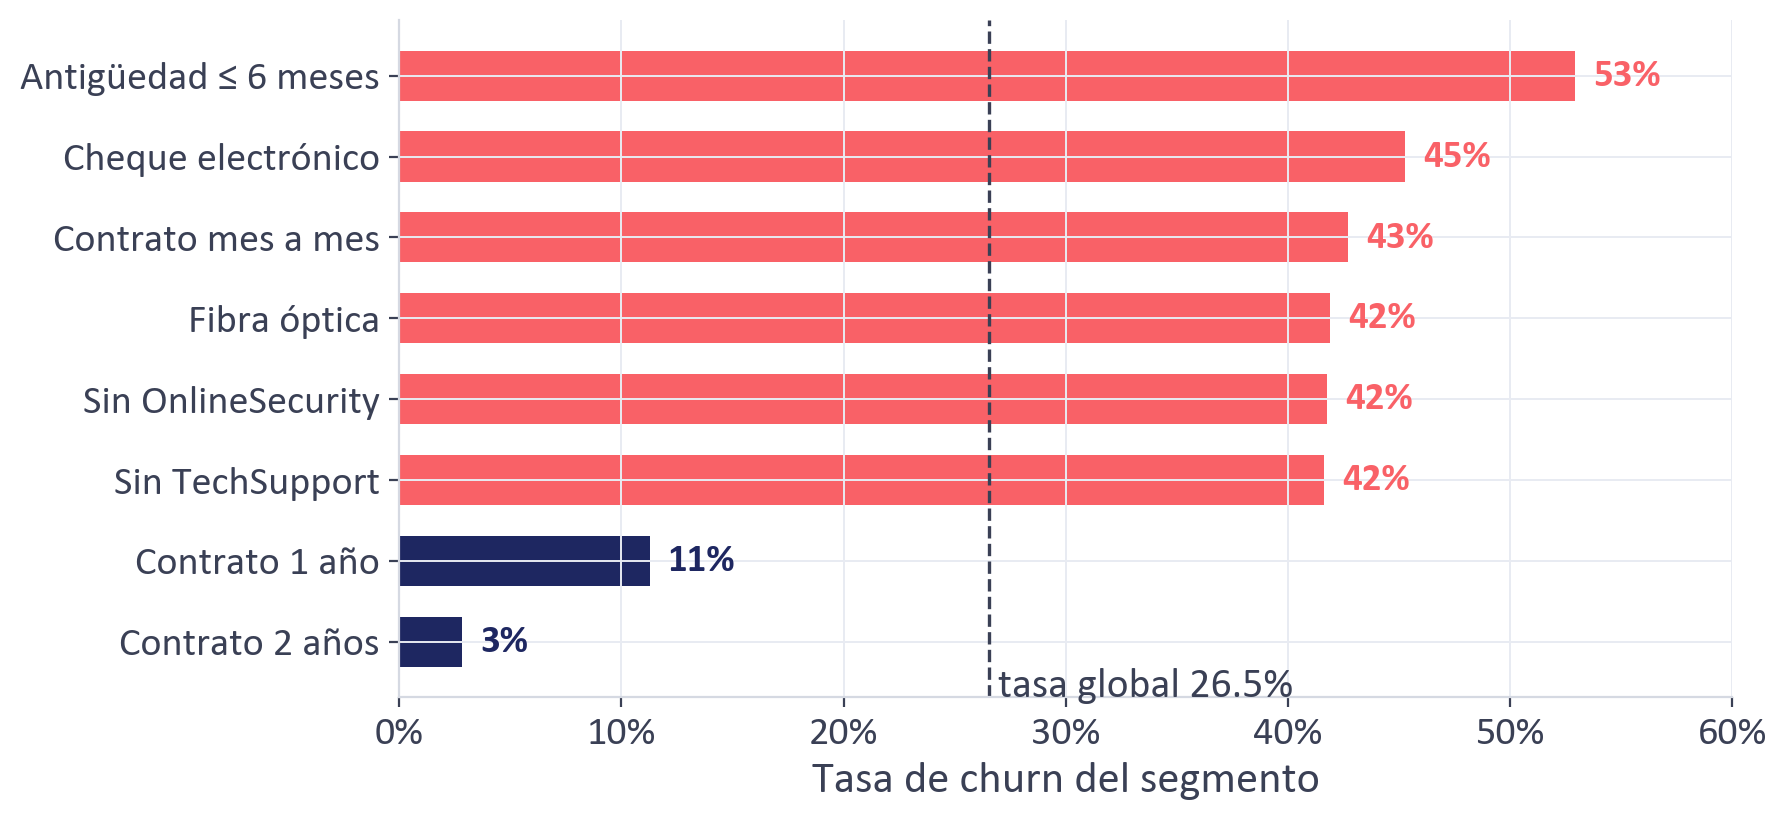 Antigüedad ≤ 6 meses 53%
Cheque electrónico 45%
Contrato mes a mes 43%
Fibra óptica 42%
Sin OnlineSecurity 42%
Sin TechSupport 42%
Contrato 1 año 11%
Contrato 2 años 3%
tasa global 26.5%
0% 10% 20% 30% 40% 50% 60%
Tasa de churn del segmento